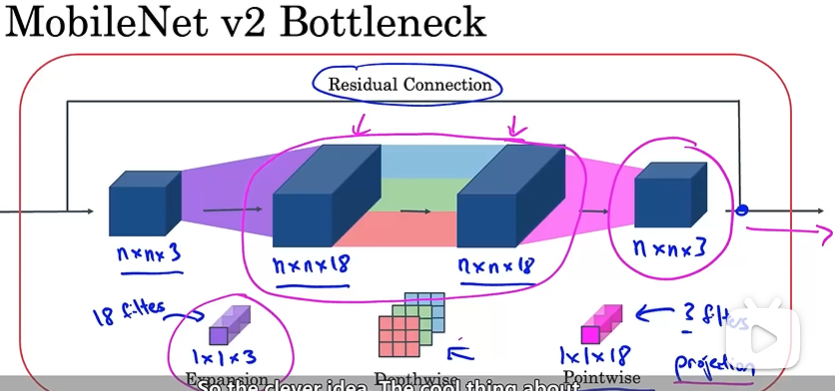 MobileNet v2 Bottleneck
Residual Connection
n×n×3
n×n×18
n×n×18
n×n×3
18 filters
3 filters
1×1×3
1×1×18
projection
Expansion
Depthwise
Pointwise
So the clever idea. The cool thing about